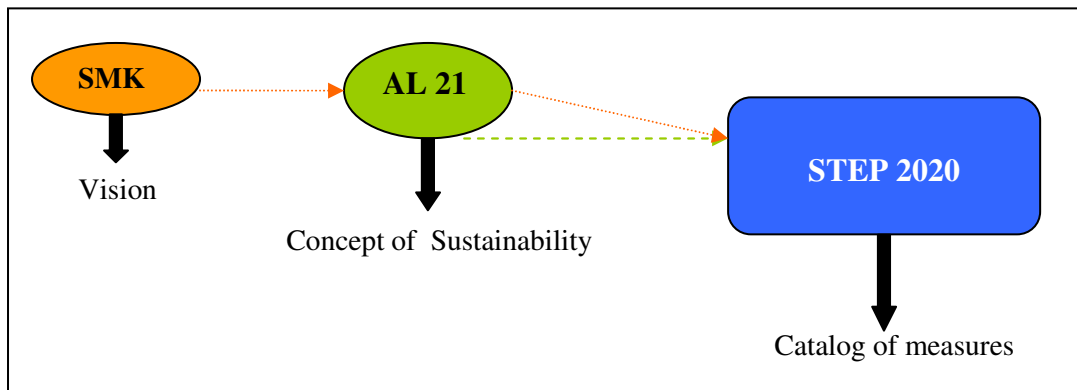 SMK
AL 21
STEP 2020
Vision
Concept of Sustainability
Catalog of measures